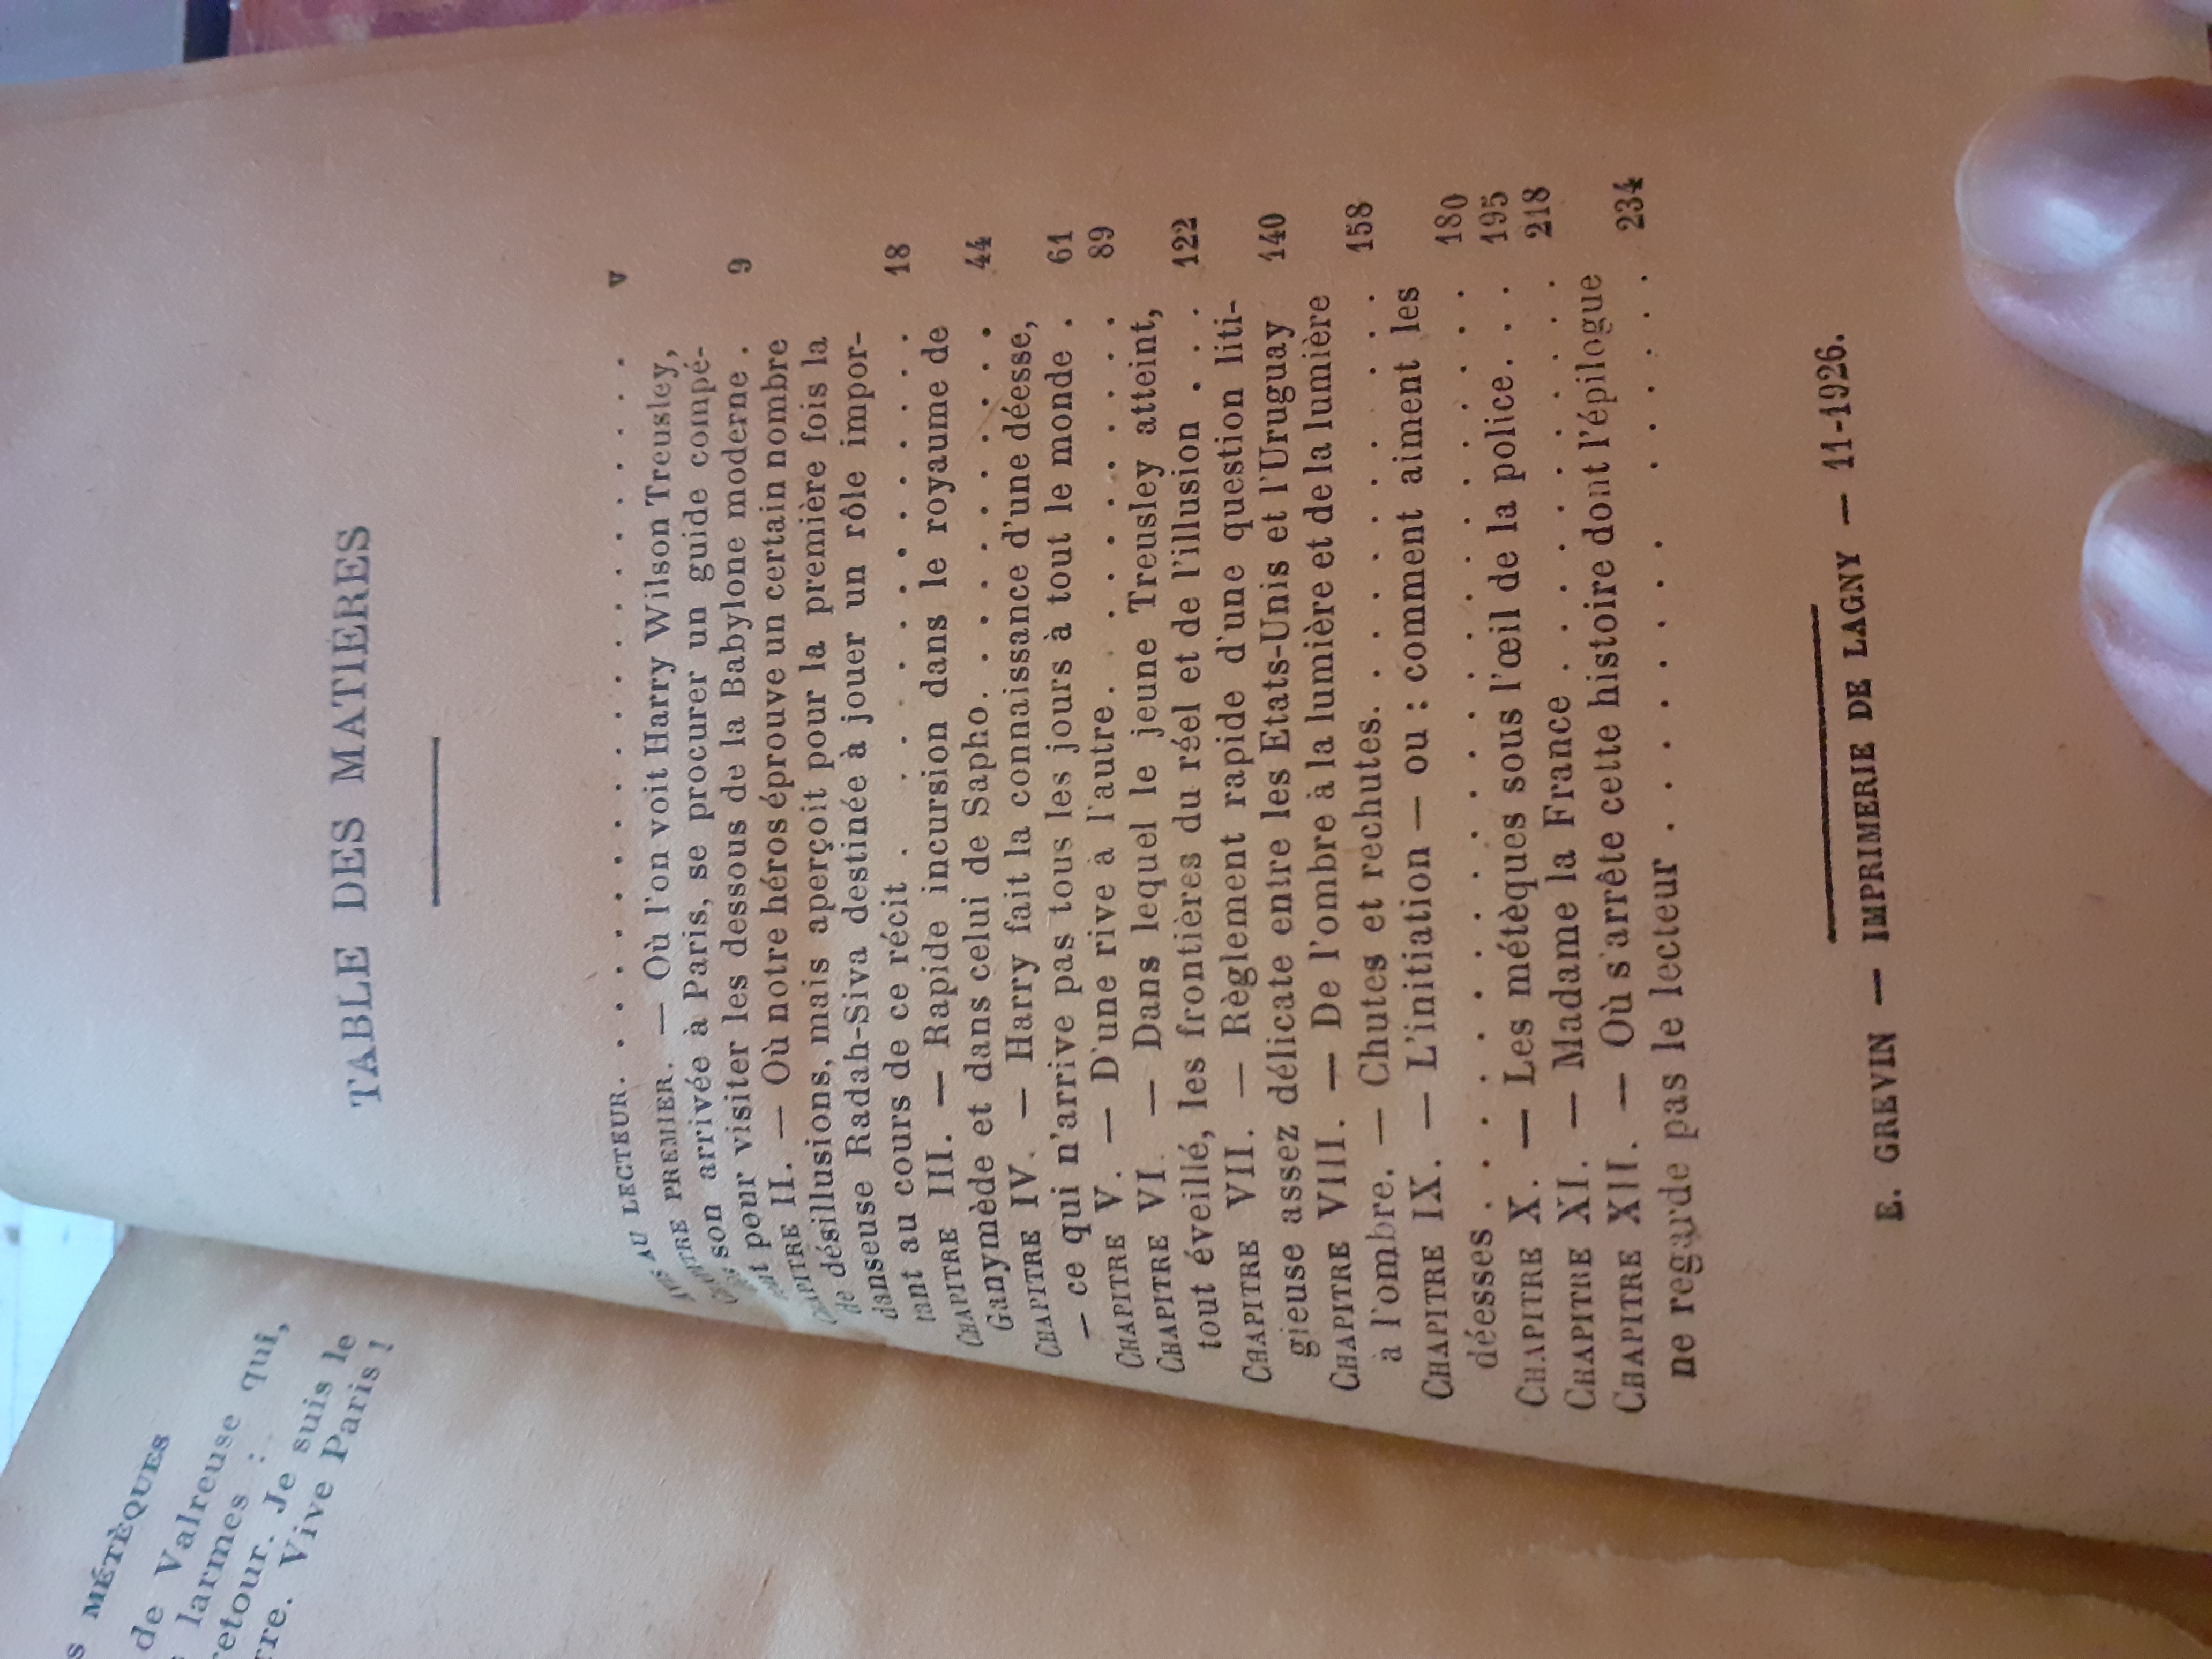 MÉTÈQUES
de Valreuse qui,
larmes :
retour. Je suis le
Vive Paris !
TABLE DES MATIÈRES
AVIS AU LECTEUR. . . . . . . . . . . . . . . . . V
CHAPITRE PREMIER. — Où l'on voit Harry Wilson Treusley,
dès son arrivée à Paris, se procurer un guide compé-
tent pour visiter les dessous de la Babylone moderne . 9
CHAPITRE II. — Où notre héros éprouve un certain nombre
de désillusions, mais aperçoit pour la première fois la
danseuse Radah-Siva destinée à jouer un rôle impor-
tant au cours de ce récit . . . . . . . . . . . 18
CHAPITRE III. — Rapide incursion dans le royaume de
Ganymède et dans celui de Sapho. . . . . . . . . 44
CHAPITRE IV. — Harry fait la connaissance d'une déesse,
— ce qui n'arrive pas tous les jours à tout le monde . 61
CHAPITRE V. — D'une rive à l'autre. . . . . . . . . 89
CHAPITRE VI. — Dans lequel le jeune Treusley atteint,
tout éveillé, les frontières du réel et de l'illusion . . . 122
CHAPITRE VII. — Règlement rapide d'une question liti-
gieuse assez délicate entre les Etats-Unis et l'Uruguay 140
CHAPITRE VIII. — De l'ombre à la lumière et de la lumière
à l'ombre. — Chutes et rechutes. . . . . . . . . . 158
CHAPITRE IX. — L'initiation — ou : comment aiment les
déesses . . . . . . . . . . . . . . . . . . . 180
CHAPITRE X. — Les métèques sous l'œil de la police. . . 195
CHAPITRE XI. — Madame la France . . . . . . . . . 218
CHAPITRE XII. — Où s'arrête cette histoire dont l'épilogue
ne regarde pas le lecteur . . . . . . . . . . . . 234
E. GREVIN — IMPRIMERIE DE LAGNY — 11-1926.